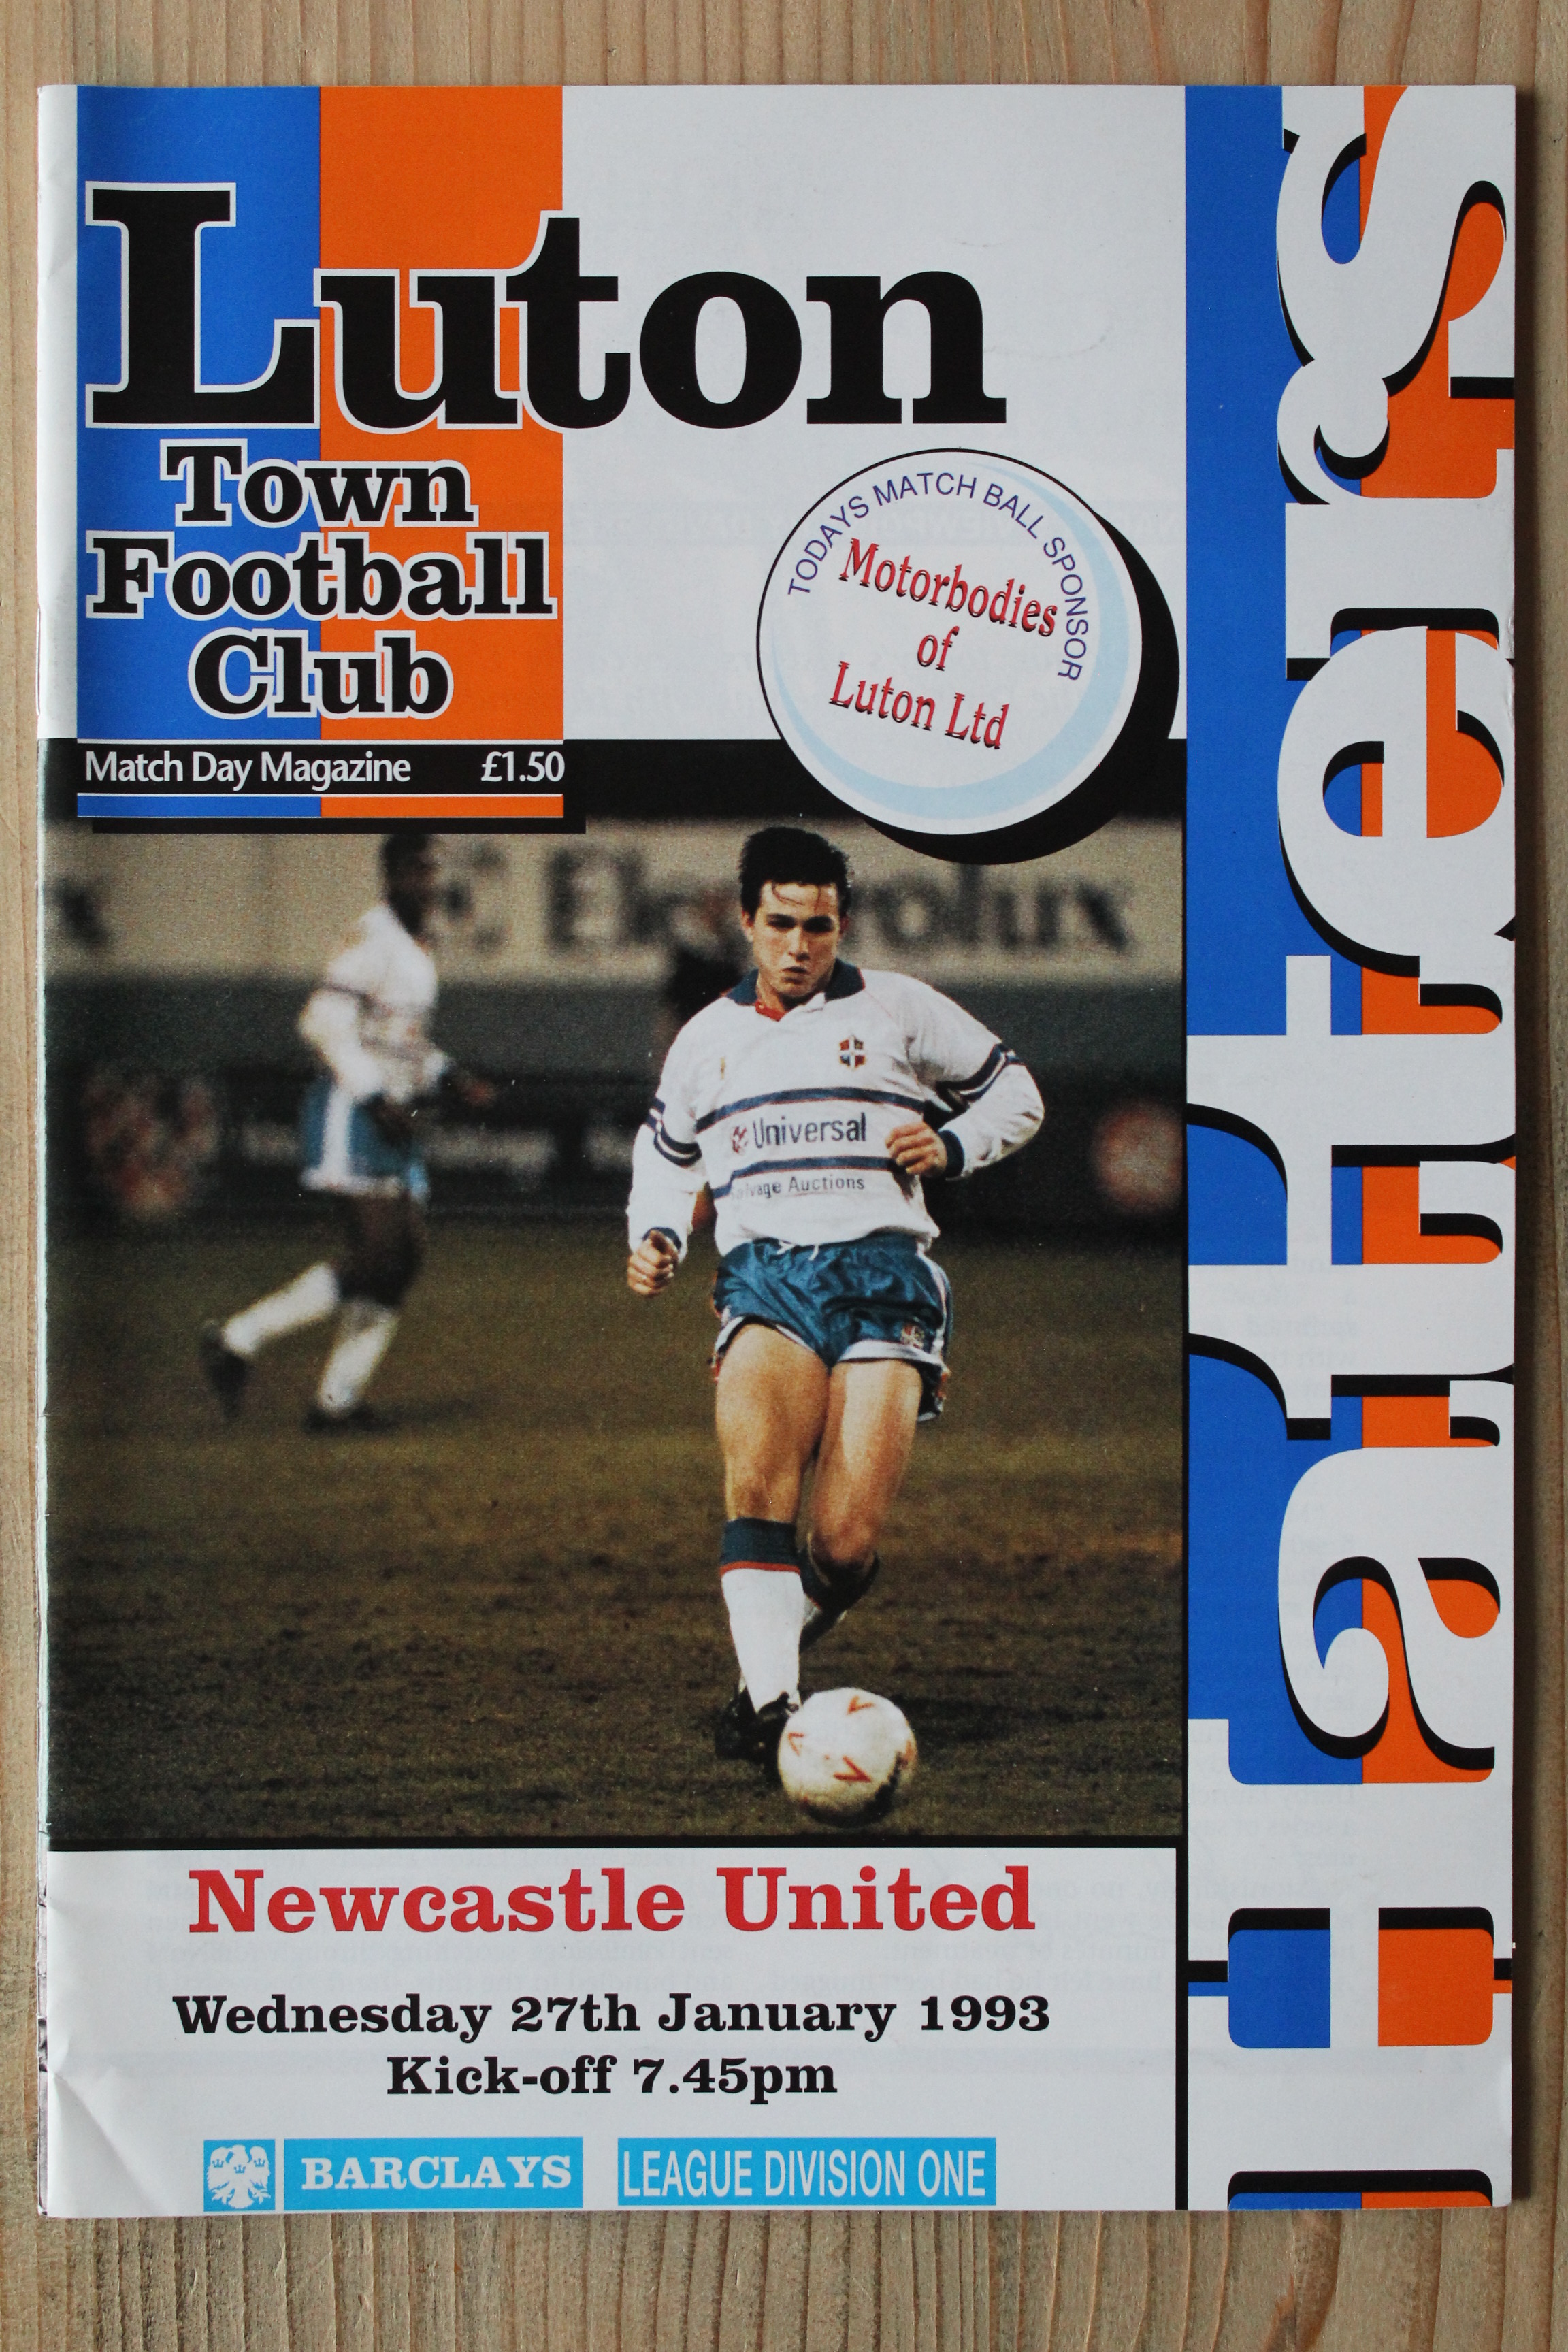 Luton
Town
Football
Club
Match Day Magazine £1.50
TODAYS MATCH BALL SPONSOR
Motorbodies
of
Luton Ltd
Hatters
Electrolux
Universal
Salvage Auctions
Newcastle United
Wednesday 27th January 1993
Kick-off 7.45pm
BARCLAYS LEAGUE DIVISION ONE